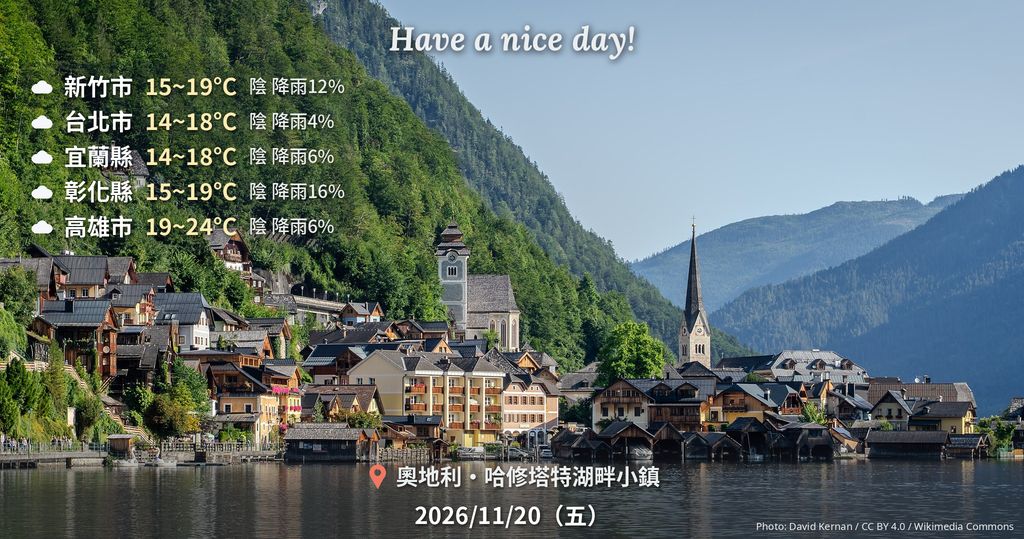 Have a nice day!
新竹市 15~19°C 陰 降雨12%
台北市 14~18°C 陰 降雨4%
宜蘭縣 14~18°C 陰 降雨6%
彰化縣 15~19°C 陰 降雨16%
高雄市 19~24°C 陰 降雨6%
奧地利・哈修塔特湖畔小鎮
2026/11/20（五）
Photo: David Kernan / CC BY 4.0 / Wikimedia Commons